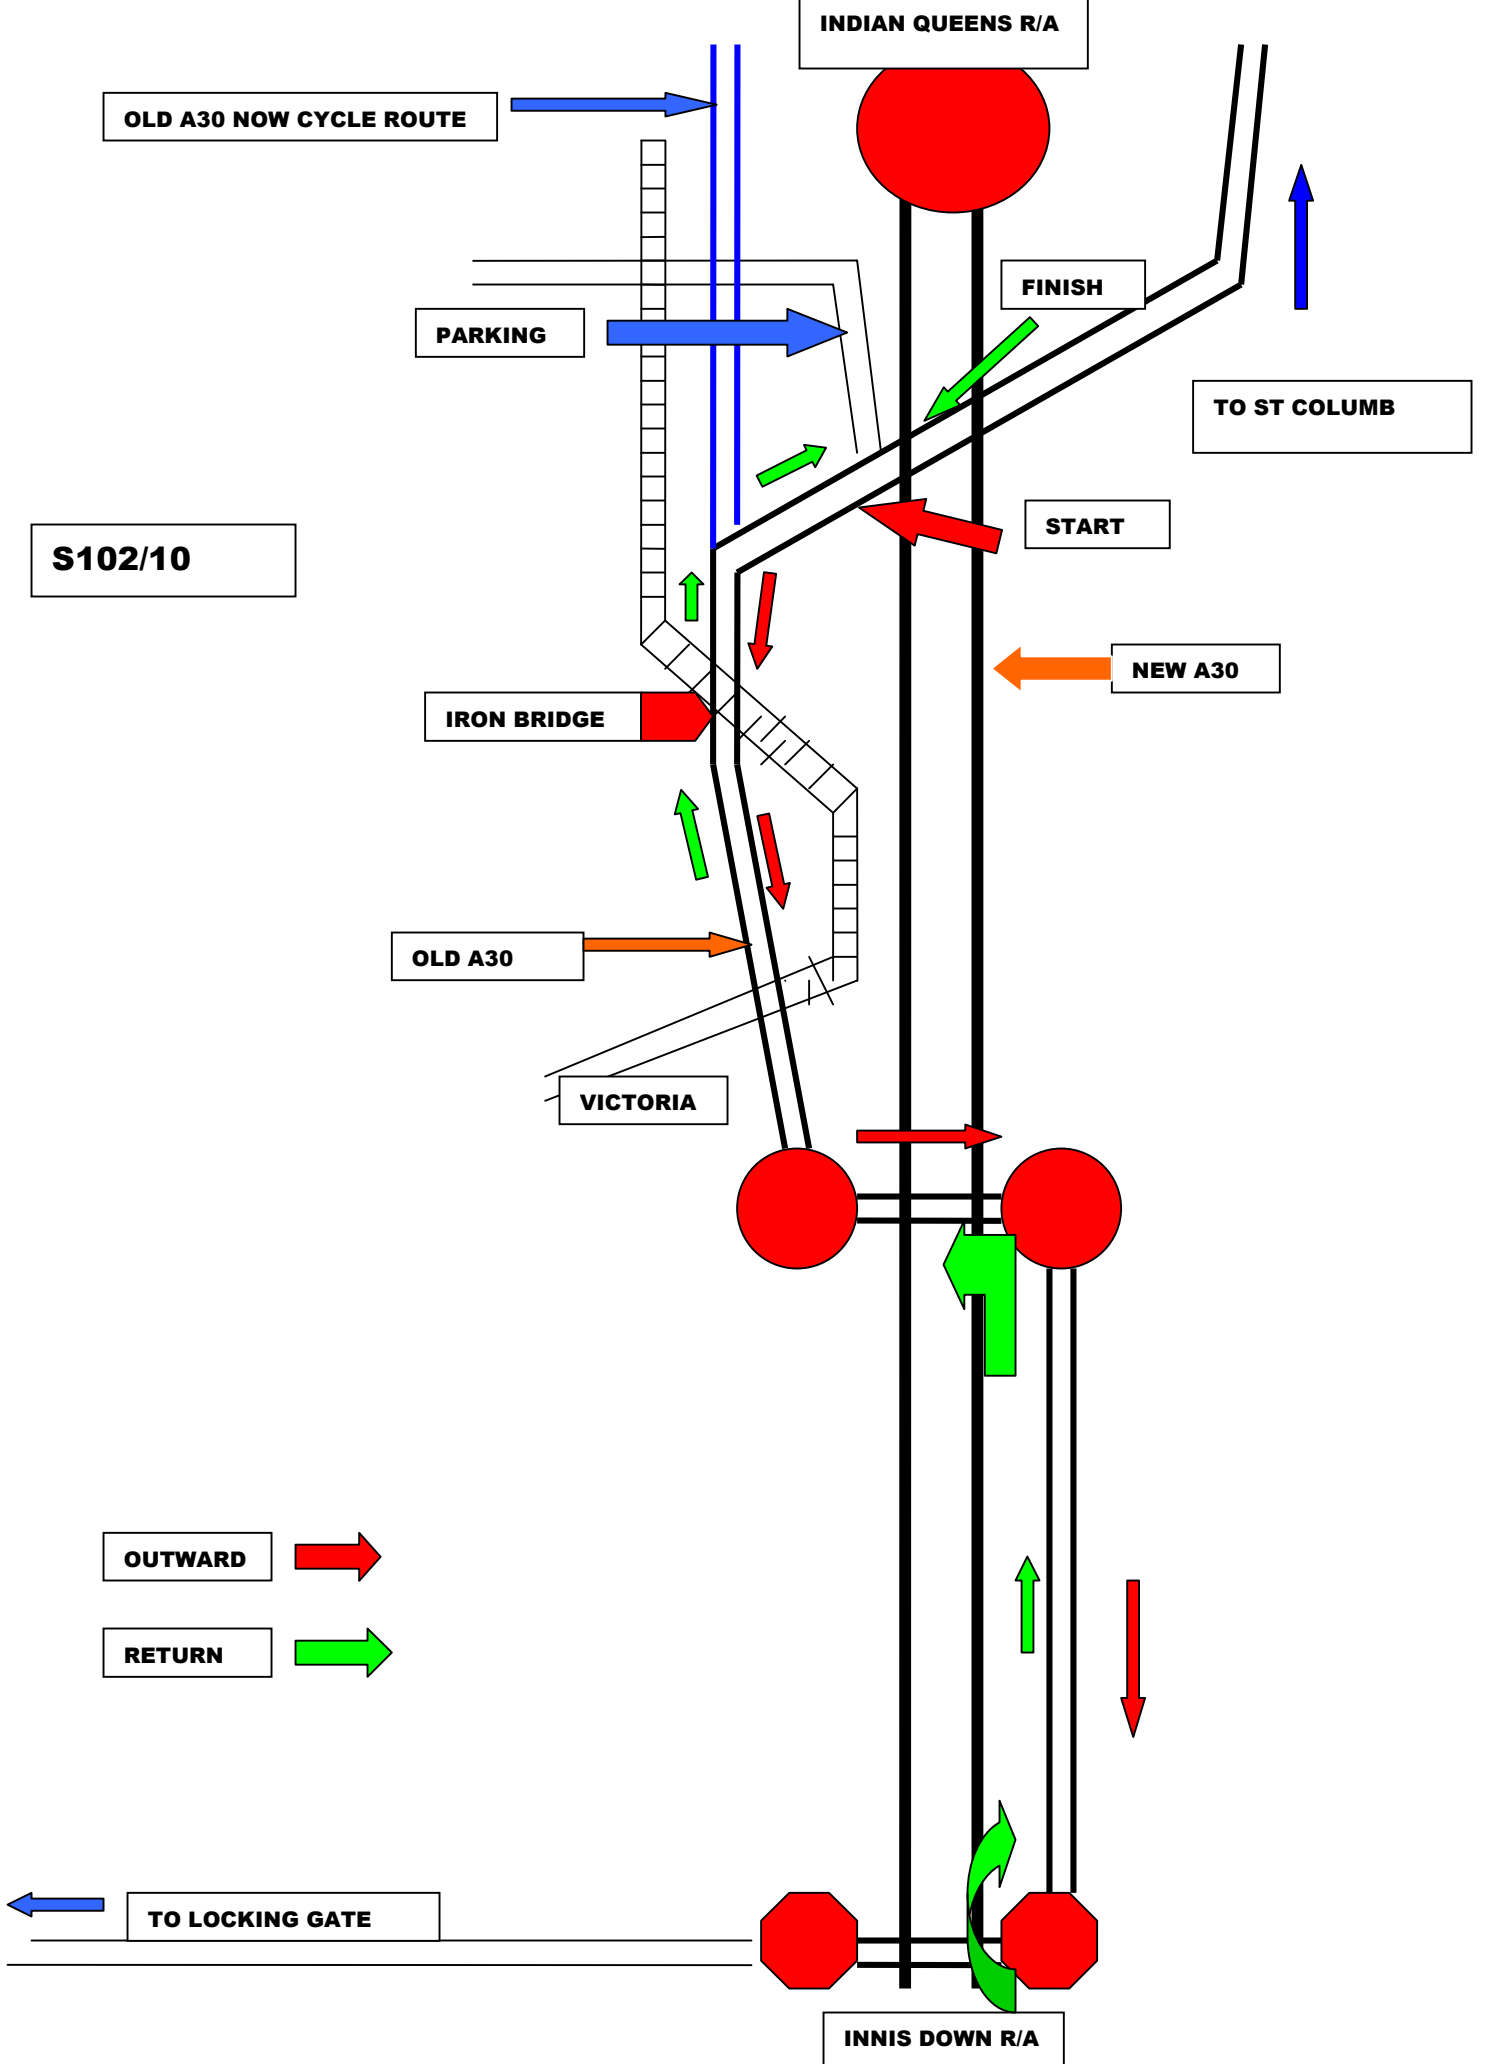 INDIAN QUEENS R/A
OLD A30 NOW CYCLE ROUTE
FINISH
PARKING
TO ST COLUMB
START
S102/10
NEW A30
IRON BRIDGE
OLD A30
VICTORIA
OUTWARD
RETURN
TO LOCKING GATE
INNIS DOWN R/A